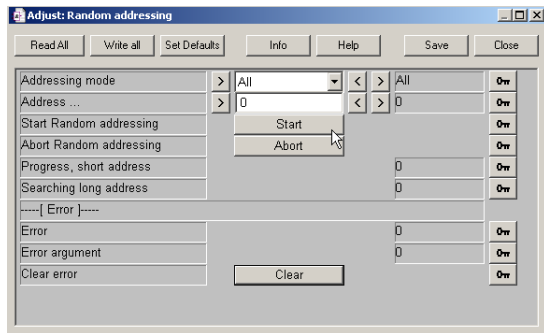 Adjust: Random addressing
Read All Write all Set Defaults Info Help Save Close
Addressing mode > All < > All
Address ... > 0 < > 0
Start Random addressing Start
Abort Random addressing Abort
Progress, short address 0
Searching long address 0
-----[ Error ]-----
Error 0
Error argument 0
Clear error Clear